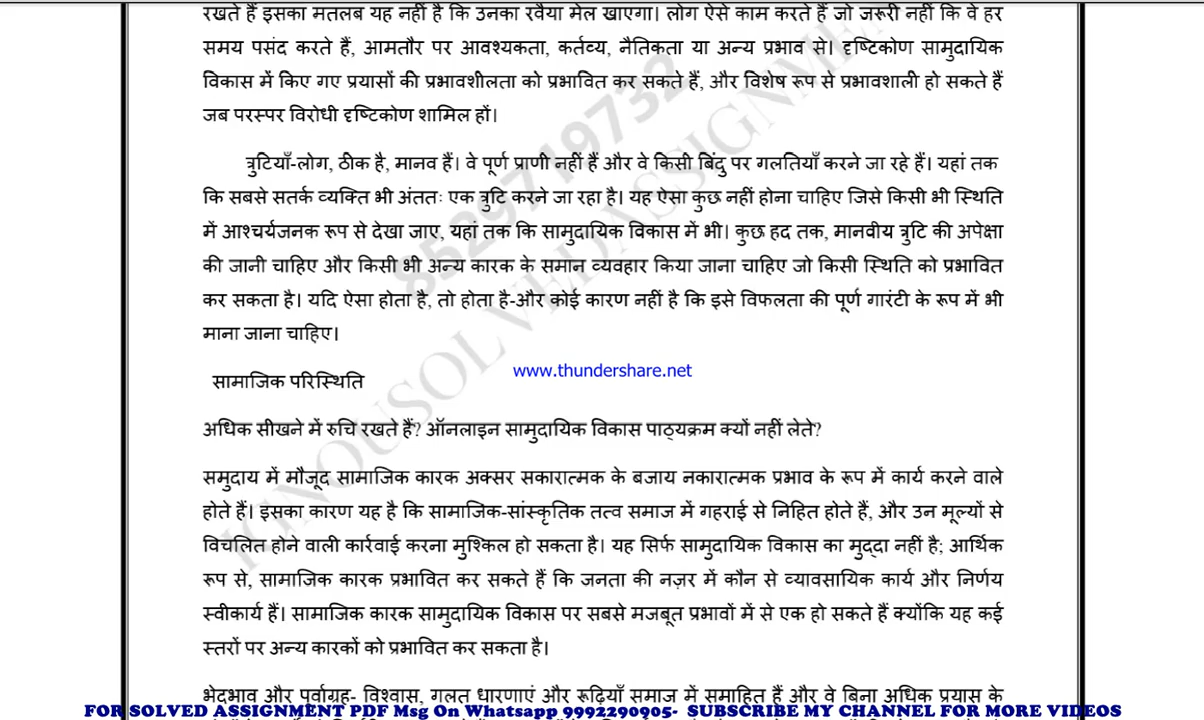 रखते हैं इसका मतलब यह नहीं है कि उनका रवैया मेल खाएगा। लोग ऐसे काम करते हैं जो जरूरी नहीं कि वे हर
समय पसंद करते हैं, आमतौर पर आवश्यकता, कर्तव्य, नैतिकता या अन्य प्रभाव से। दृष्टिकोण सामुदायिक
विकास में किए गए प्रयासों की प्रभावशीलता को प्रभावित कर सकते हैं, और विशेष रूप से प्रभावशाली हो सकते हैं
जब परस्पर विरोधी दृष्टिकोण शामिल हों।
त्रुटियाँ-लोग, ठीक है, मानव हैं। वे पूर्ण प्राणी नहीं हैं और वे किसी बिंदु पर गलतियाँ करने जा रहे हैं। यहां तक
कि सबसे सतर्क व्यक्ति भी अंततः एक त्रुटि करने जा रहा है। यह ऐसा कुछ नहीं होना चाहिए जिसे किसी भी स्थिति
में आश्चर्यजनक रूप से देखा जाए, यहां तक कि सामुदायिक विकास में भी। कुछ हद तक, मानवीय त्रुटि की अपेक्षा
की जानी चाहिए और किसी भी अन्य कारक के समान व्यवहार किया जाना चाहिए जो किसी स्थिति को प्रभावित
कर सकता है। यदि ऐसा होता है, तो होता है-और कोई कारण नहीं है कि इसे विफलता की पूर्ण गारंटी के रूप में भी
माना जाना चाहिए।
www.thundershare.net
सामाजिक परिस्थिति
अधिक सीखने में रुचि रखते हैं? ऑनलाइन सामुदायिक विकास पाठ्यक्रम क्यों नहीं लेते?
समुदाय में मौजूद सामाजिक कारक अक्सर सकारात्मक के बजाय नकारात्मक प्रभाव के रूप में कार्य करने वाले
होते हैं। इसका कारण यह है कि सामाजिक-सांस्कृतिक तत्व समाज में गहराई से निहित होते हैं, और उन मूल्यों से
विचलित होने वाली कार्रवाई करना मुश्किल हो सकता है। यह सिर्फ सामुदायिक विकास का मुद्दा नहीं है; आर्थिक
रूप से, सामाजिक कारक प्रभावित कर सकते हैं कि जनता की नज़र में कौन से व्यावसायिक कार्य और निर्णय
स्वीकार्य हैं। सामाजिक कारक सामुदायिक विकास पर सबसे मजबूत प्रभावों में से एक हो सकते हैं क्योंकि यह कई
स्तरों पर अन्य कारकों को प्रभावित कर सकता है।
भेदभाव और पूर्वाग्रह- विश्वास, गलत धारणाएं और रूढ़ियाँ समाज में समाहित हैं और वे बिना अधिक प्रयास के
FOR SOLVED ASSIGNMENT PDF Msg On Whatsapp 9992290905- SUBSCRIBE MY CHANNEL FOR MORE VIDEOS
8529719732
IGNOUSOLVEDASSIGNME